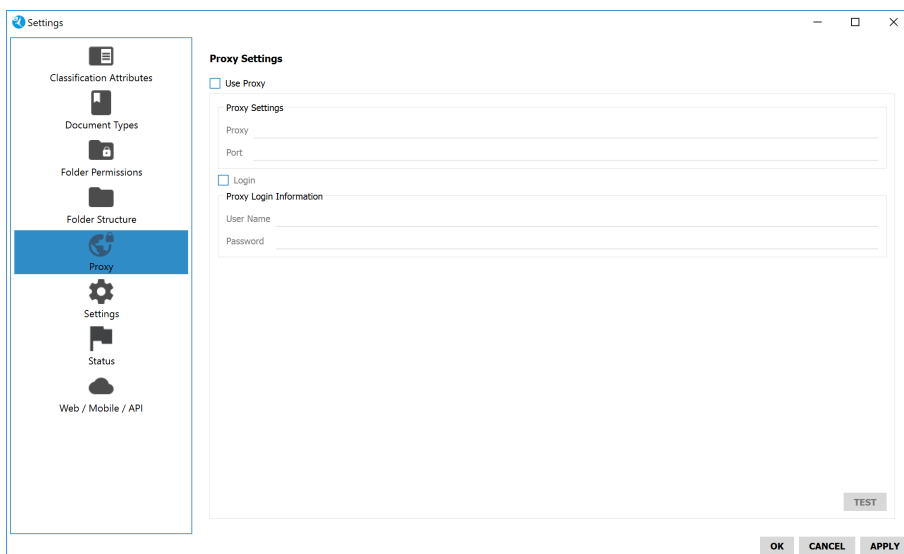 Settings
Classification Attributes
Document Types
Folder Permissions
Folder Structure
Proxy
Settings
Status
Web / Mobile / API
Proxy Settings
Use Proxy
Proxy Settings
Proxy
Port
Login
Proxy Login Information
User Name
Password
TEST
OK CANCEL APPLY